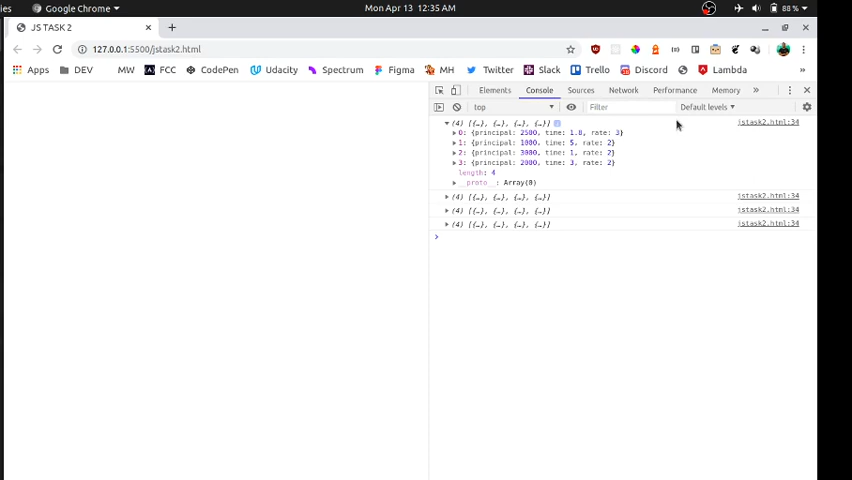 ies Google Chrome Mon Apr 13 12:35 AM 88 %
JS TASK 2
127.0.0.1:5500/jstask2.html
Apps DEV MW FCC CodePen Udacity Spectrum Figma MH Twitter Slack Trello Discord Lambda »
Elements Console Sources Network Performance Memory »
top Filter Default levels
(4) [{…}, {…}, {…}, {…}] jstask2.html:34
0: {principal: 2500, time: 1.8, rate: 3}
1: {principal: 1000, time: 5, rate: 2}
2: {principal: 3000, time: 1, rate: 2}
3: {principal: 2000, time: 3, rate: 2}
length: 4
__proto__: Array(0)
(4) [{…}, {…}, {…}, {…}] jstask2.html:34
(4) [{…}, {…}, {…}, {…}] jstask2.html:34
(4) [{…}, {…}, {…}, {…}] jstask2.html:34